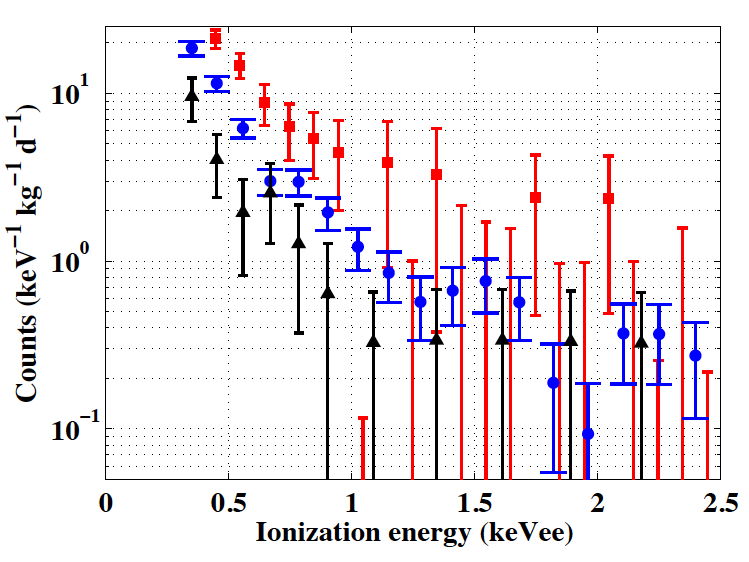 Counts (keV⁻¹ kg⁻¹ d⁻¹)
10¹
10⁰
10⁻¹
0 0.5 1 1.5 2 2.5
Ionization energy (keVee)